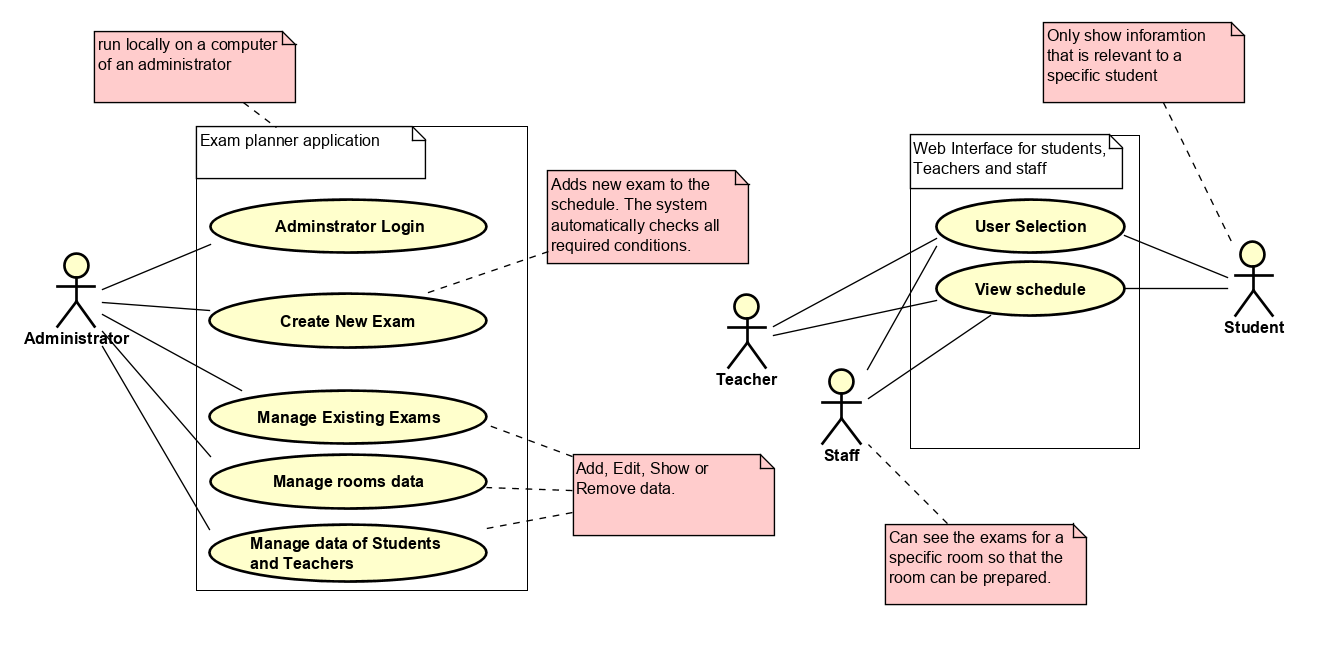 run locally on a computer
of an administrator
Exam planner application
Adminstrator Login
Create New Exam
Manage Existing Exams
Manage rooms data
Manage data of Students
and Teachers
Administrator
Adds new exam to the
schedule. The system
automatically checks all
required conditions.
Add, Edit, Show or
Remove data.
Only show inforamtion
that is relevant to a
specific student
Web Interface for students,
Teachers and staff
User Selection
View schedule
Teacher
Staff
Student
Can see the exams for a
specific room so that the
room can be prepared.